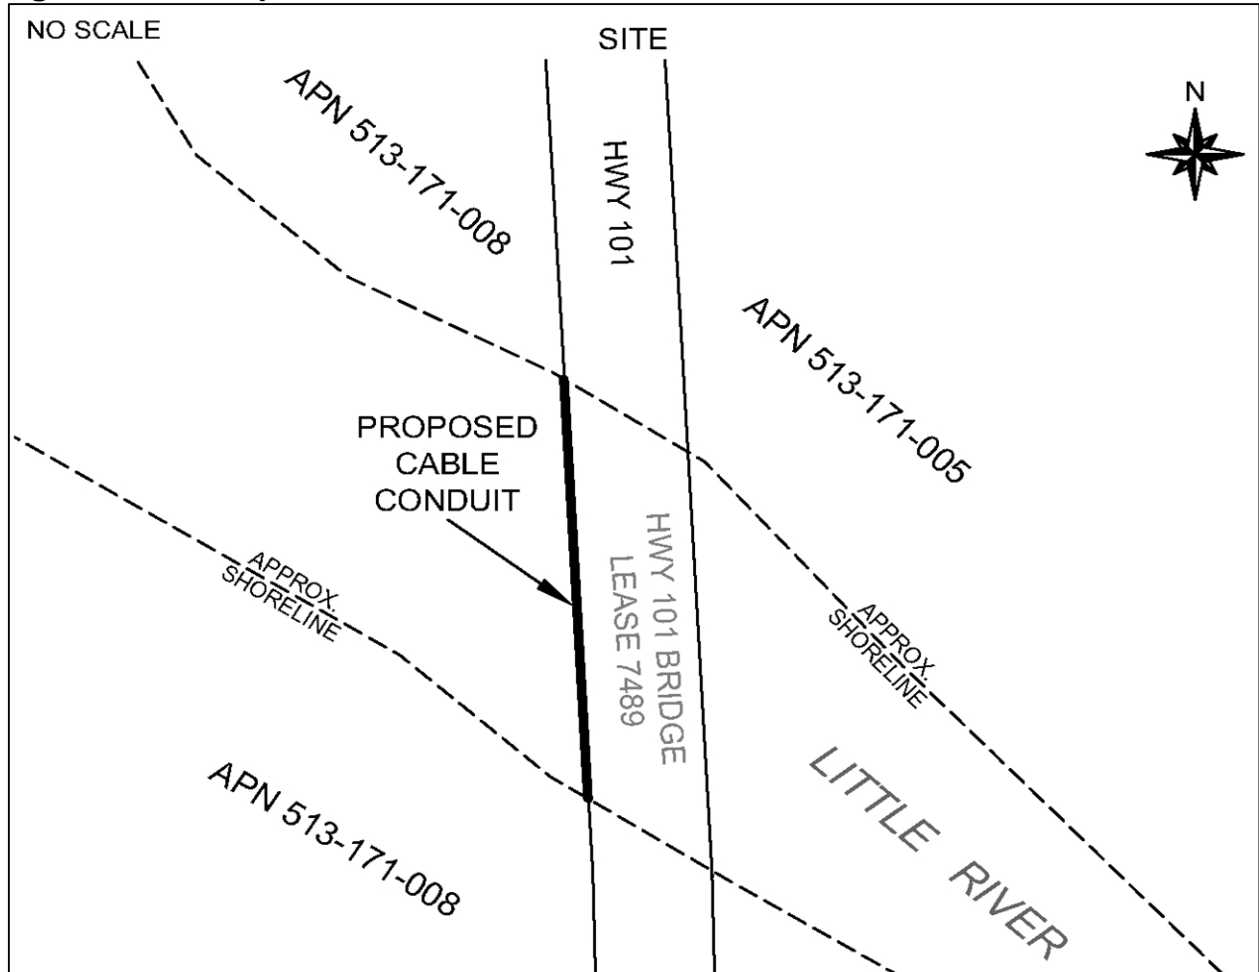 NO SCALE
SITE
N
APN 513-171-008
HWY 101
APN 513-171-005
PROPOSED
CABLE
CONDUIT
HWY 101 BRIDGE
LEASE 7489
APPROX.
SHORELINE
APPROX.
SHORELINE
APN 513-171-008
LITTLE RIVER